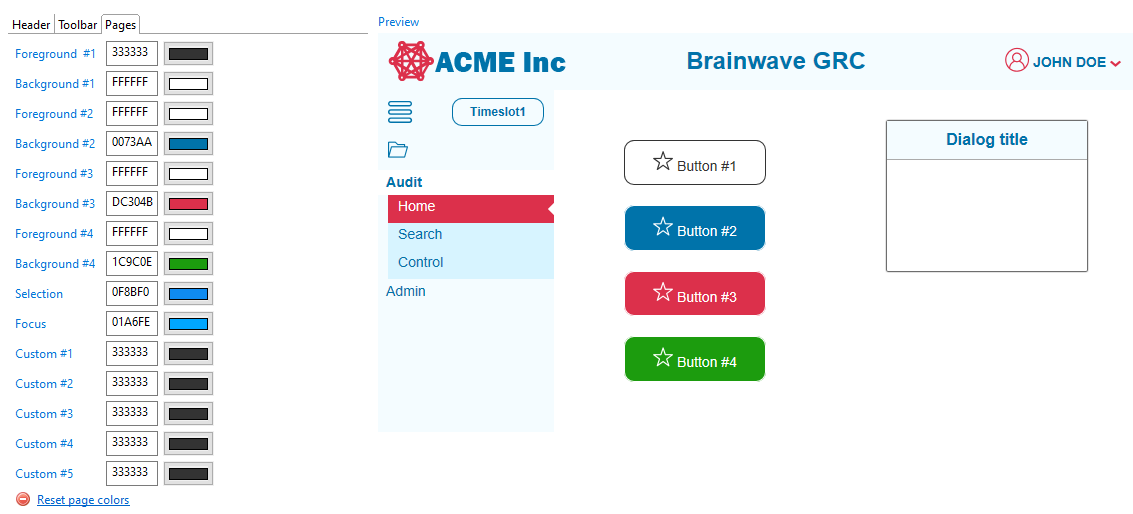 Header Toolbar Pages
Foreground #1 333333
Background #1 FFFFFF
Foreground #2 FFFFFF
Background #2 0073AA
Foreground #3 FFFFFF
Background #3 DC304B
Foreground #4 FFFFFF
Background #4 1C9C0E
Selection 0F8BF0
Focus 01A6FE
Custom #1 333333
Custom #2 333333
Custom #3 333333
Custom #4 333333
Custom #5 333333
Reset page colors
Preview
ACME Inc Brainwave GRC JOHN DOE
Timeslot1
Audit
Home
Search
Control
Admin
Button #1
Button #2
Button #3
Button #4
Dialog title